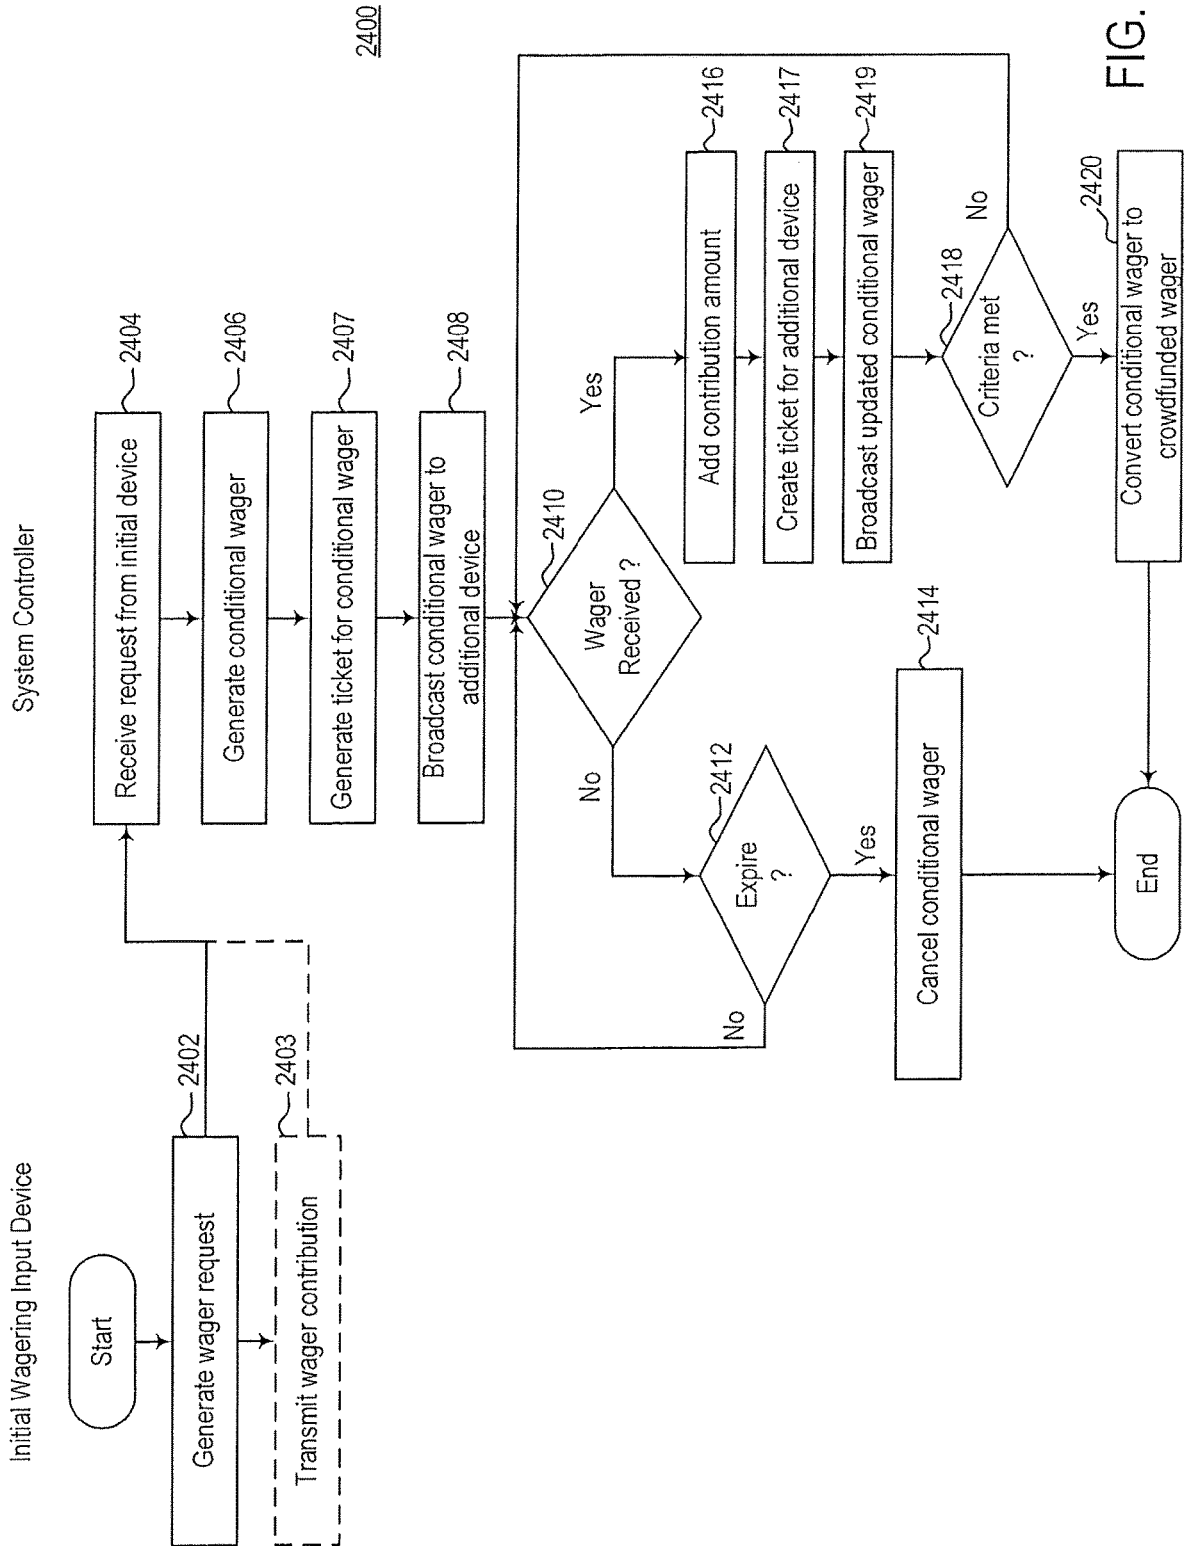 Initial Wagering Input Device
System Controller
2400
Start
Generate wager request
2402
Transmit wager contribution
2403
Receive request from initial device
2404
Generate conditional wager
2406
Generate ticket for conditional wager
2407
Broadcast conditional wager to
additional device
2408
Wager
Received ?
2410
No
Yes
Expire
?
2412
No
Yes
Cancel conditional wager
2414
Add contribution amount
2416
Create ticket for additional device
2417
Broadcast updated conditional wager
2419
Criteria met
?
2418
No
Yes
Convert conditional wager to
crowdfunded wager
2420
End
FIG.